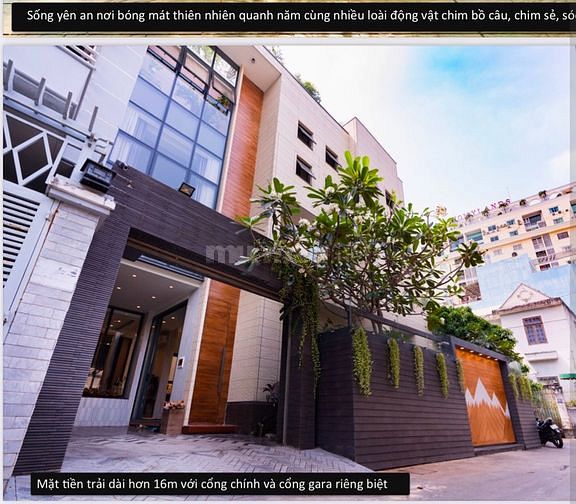 Sống yên an nơi bóng mát thiên nhiên quanh năm cùng nhiều loài động vật chim bồ câu, chim sẻ, só
Mặt tiền trải dài hơn 16m với cổng chính và cổng gara riêng biệt